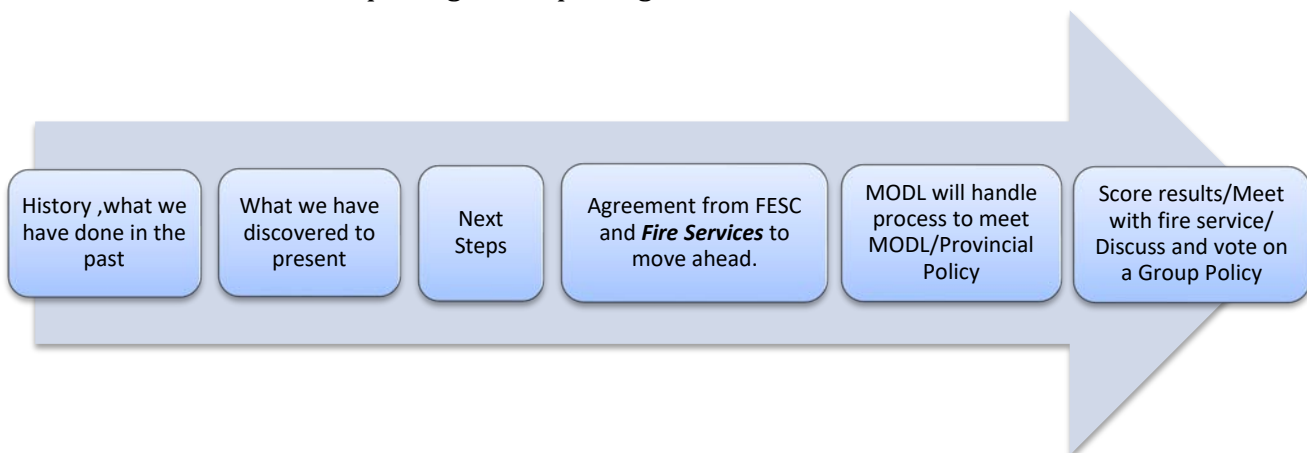 History ,what we
have done in the
past
What we have
discovered to
present
Next
Steps
Agreement from FESC
and Fire Services to
move ahead.
MODL will handle
process to meet
MODL/Provincial
Policy
Score results/Meet
with fire service/
Discuss and vote on
a Group Policy